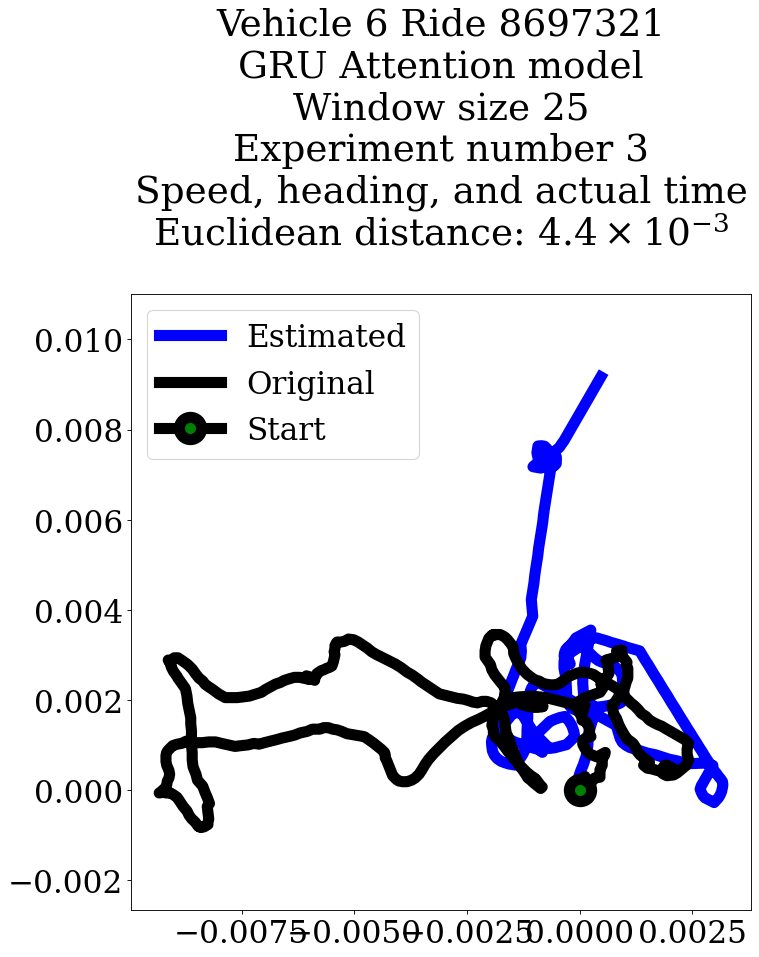 Vehicle 6 Ride 8697321
GRU Attention model
Window size 25
Experiment number 3
Speed, heading, and actual time
Euclidean distance: 4.4 × 10⁻³
Estimated
Original
Start
0.010
0.008
0.006
0.004
0.002
0.000
−0.002
−0.0075 −0.0050 −0.0025 0.0000 0.0025